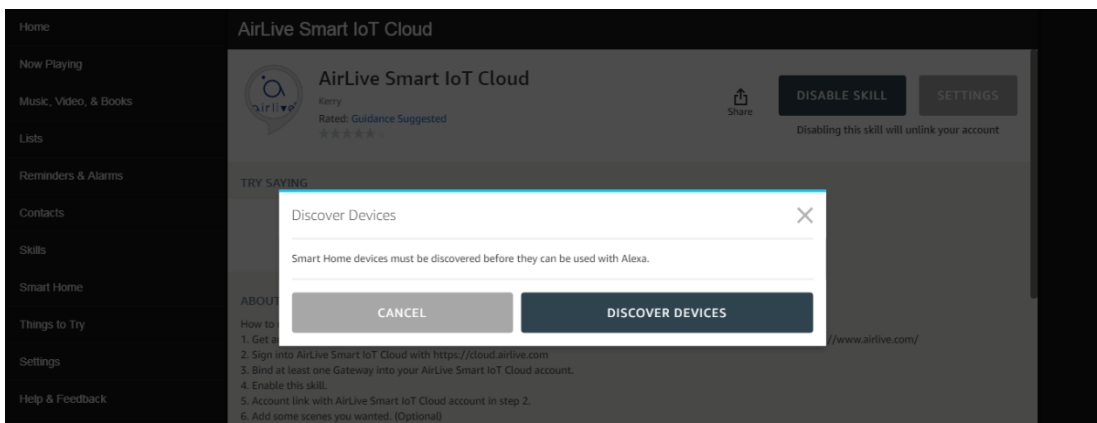 Home
AirLive Smart IoT Cloud
Now Playing
Music, Video, & Books
Lists
Reminders & Alarms
Contacts
Skills
Smart Home
Things to Try
Settings
Help & Feedback
airlive
AirLive Smart IoT Cloud
Kerry
Rated: Guidance Suggested
Share
DISABLE SKILL
SETTINGS
Disabling this skill will unlink your account
TRY SAYING
Discover Devices
Smart Home devices must be discovered before they can be used with Alexa.
CANCEL
DISCOVER DEVICES
ABOUT
How to
1. Get a
//www.airlive.com/
2. Sign into AirLive Smart IoT Cloud with https://cloud.airlive.com
3. Bind at least one Gateway into your AirLive Smart IoT Cloud account.
4. Enable this skill.
5. Account link with AirLive Smart IoT Cloud account in step 2.
6. Add some scenes you wanted. (Optional)